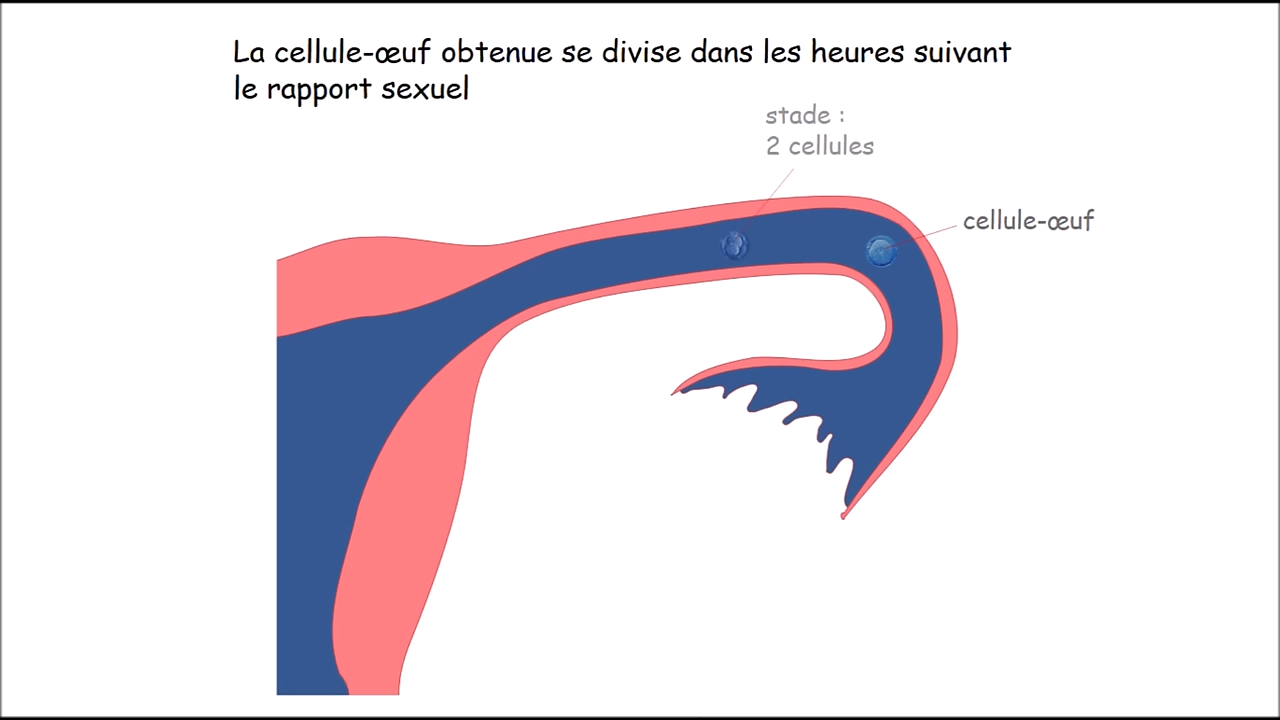 La cellule-œuf obtenue se divise dans les heures suivant
le rapport sexuel
stade :
2 cellules
cellule-œuf